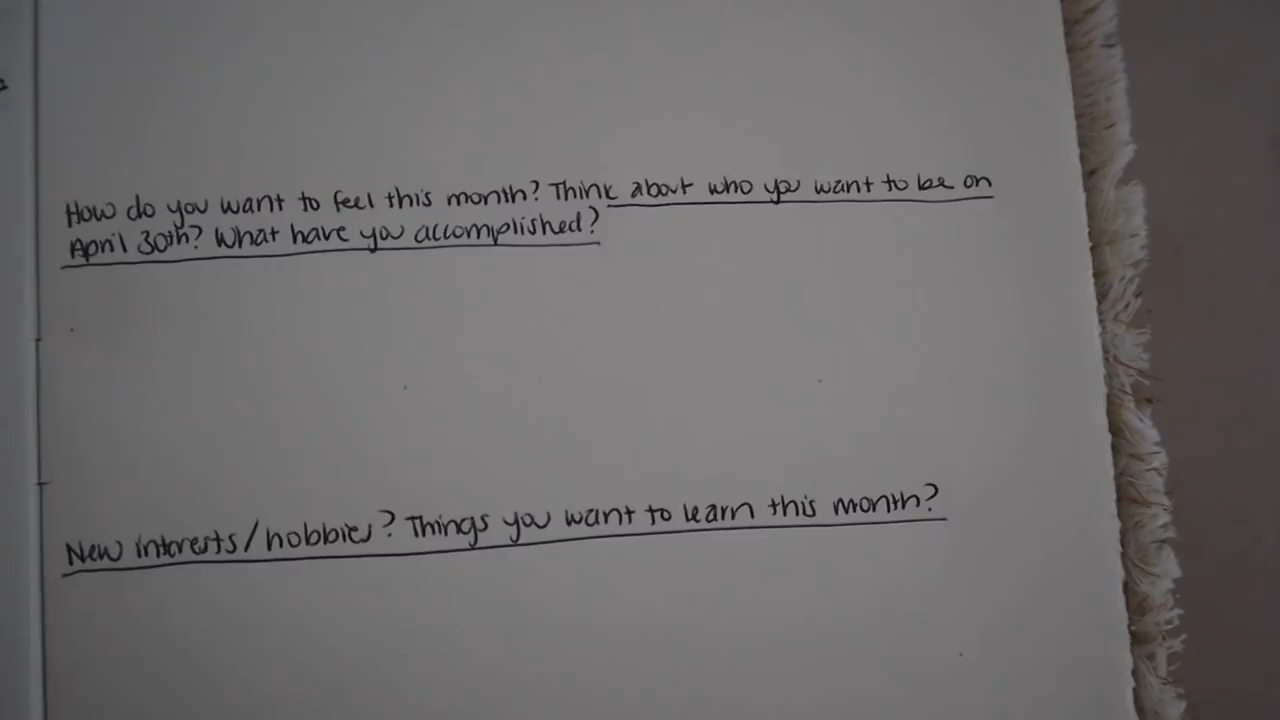 How do you want to feel this month? Think about who you want to be on
April 30th? What have you accomplished?
New interests/hobbies? Things you want to learn this month?